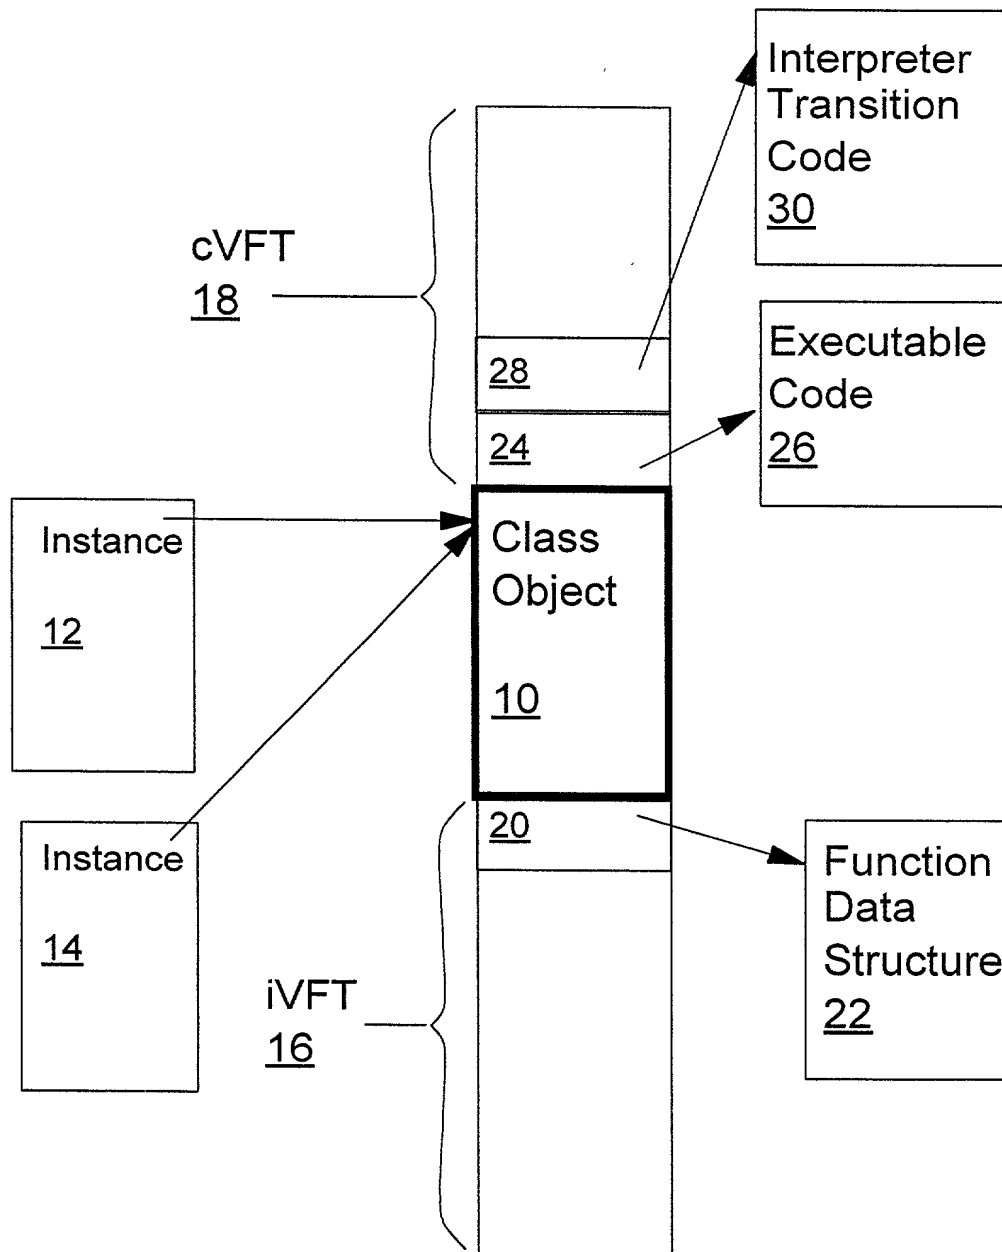 Interpreter
Transition
Code
30
cVFT
18
28
Executable
Code
26
24
Instance
12
Class
Object
10
Instance
14
20
Function
Data
Structure
22
iVFT
16